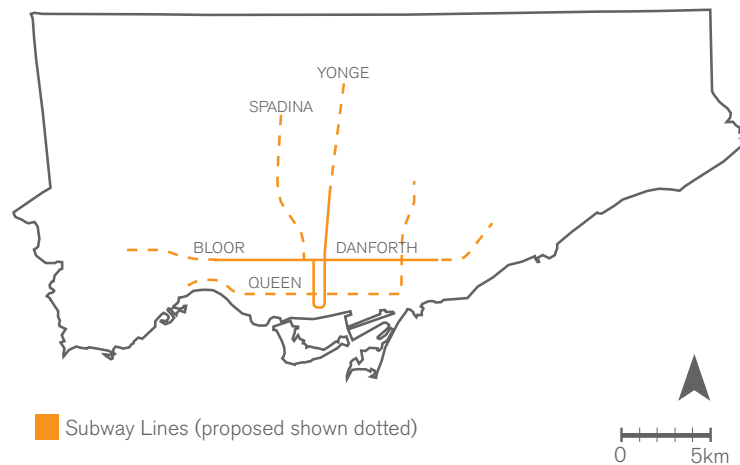 YONGE
SPADINA
BLOOR
DANFORTH
QUEEN
Subway Lines (proposed shown dotted)
0 5km